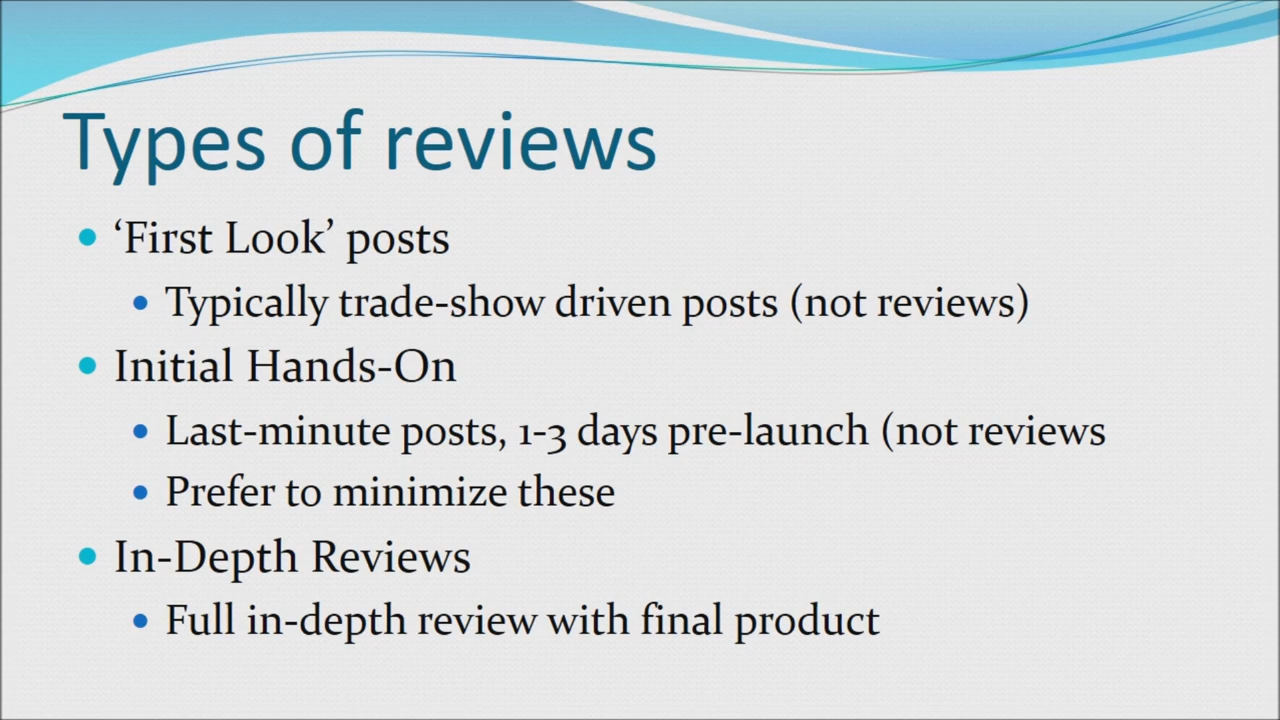 Types of reviews
‘First Look’ posts
Typically trade-show driven posts (not reviews)
Initial Hands-On
Last-minute posts, 1-3 days pre-launch (not reviews
Prefer to minimize these
In-Depth Reviews
Full in-depth review with final product